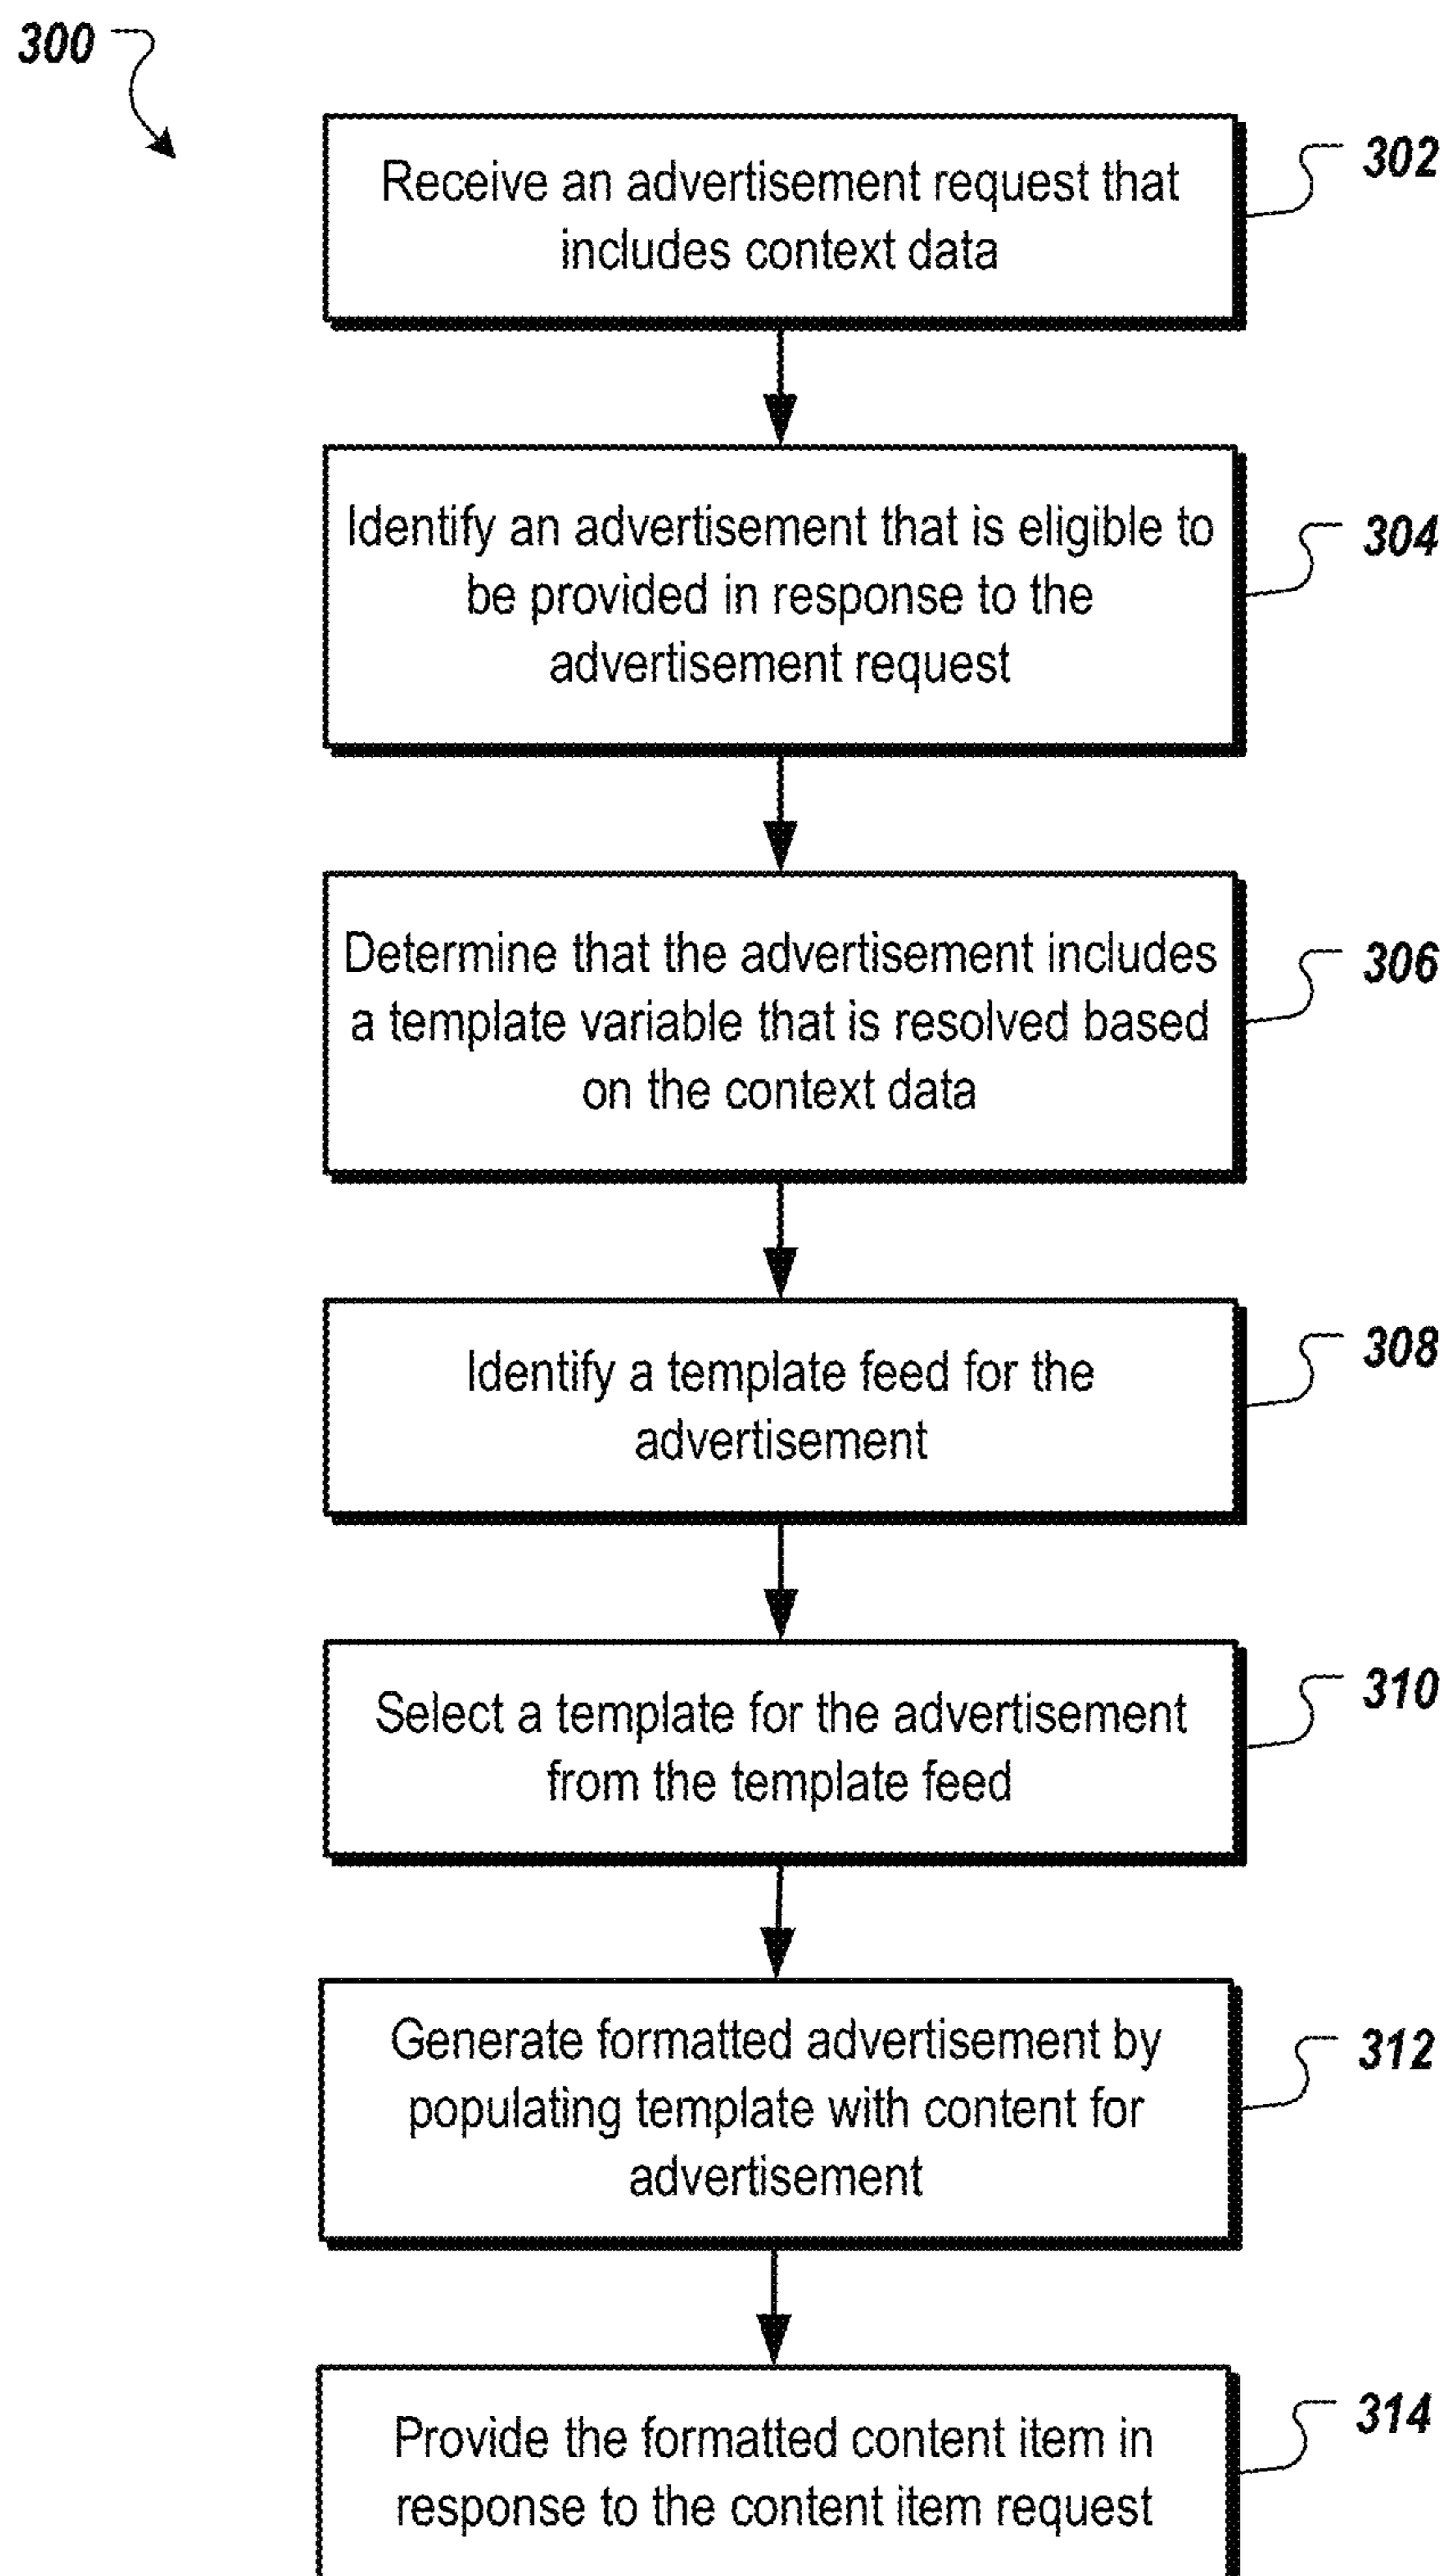 300
Receive an advertisement request that
includes context data
302
Identify an advertisement that is eligible to
be provided in response to the
advertisement request
304
Determine that the advertisement includes
a template variable that is resolved based
on the context data
306
Identify a template feed for the
advertisement
308
Select a template for the advertisement
from the template feed
310
Generate formatted advertisement by
populating template with content for
advertisement
312
Provide the formatted content item in
response to the content item request
314